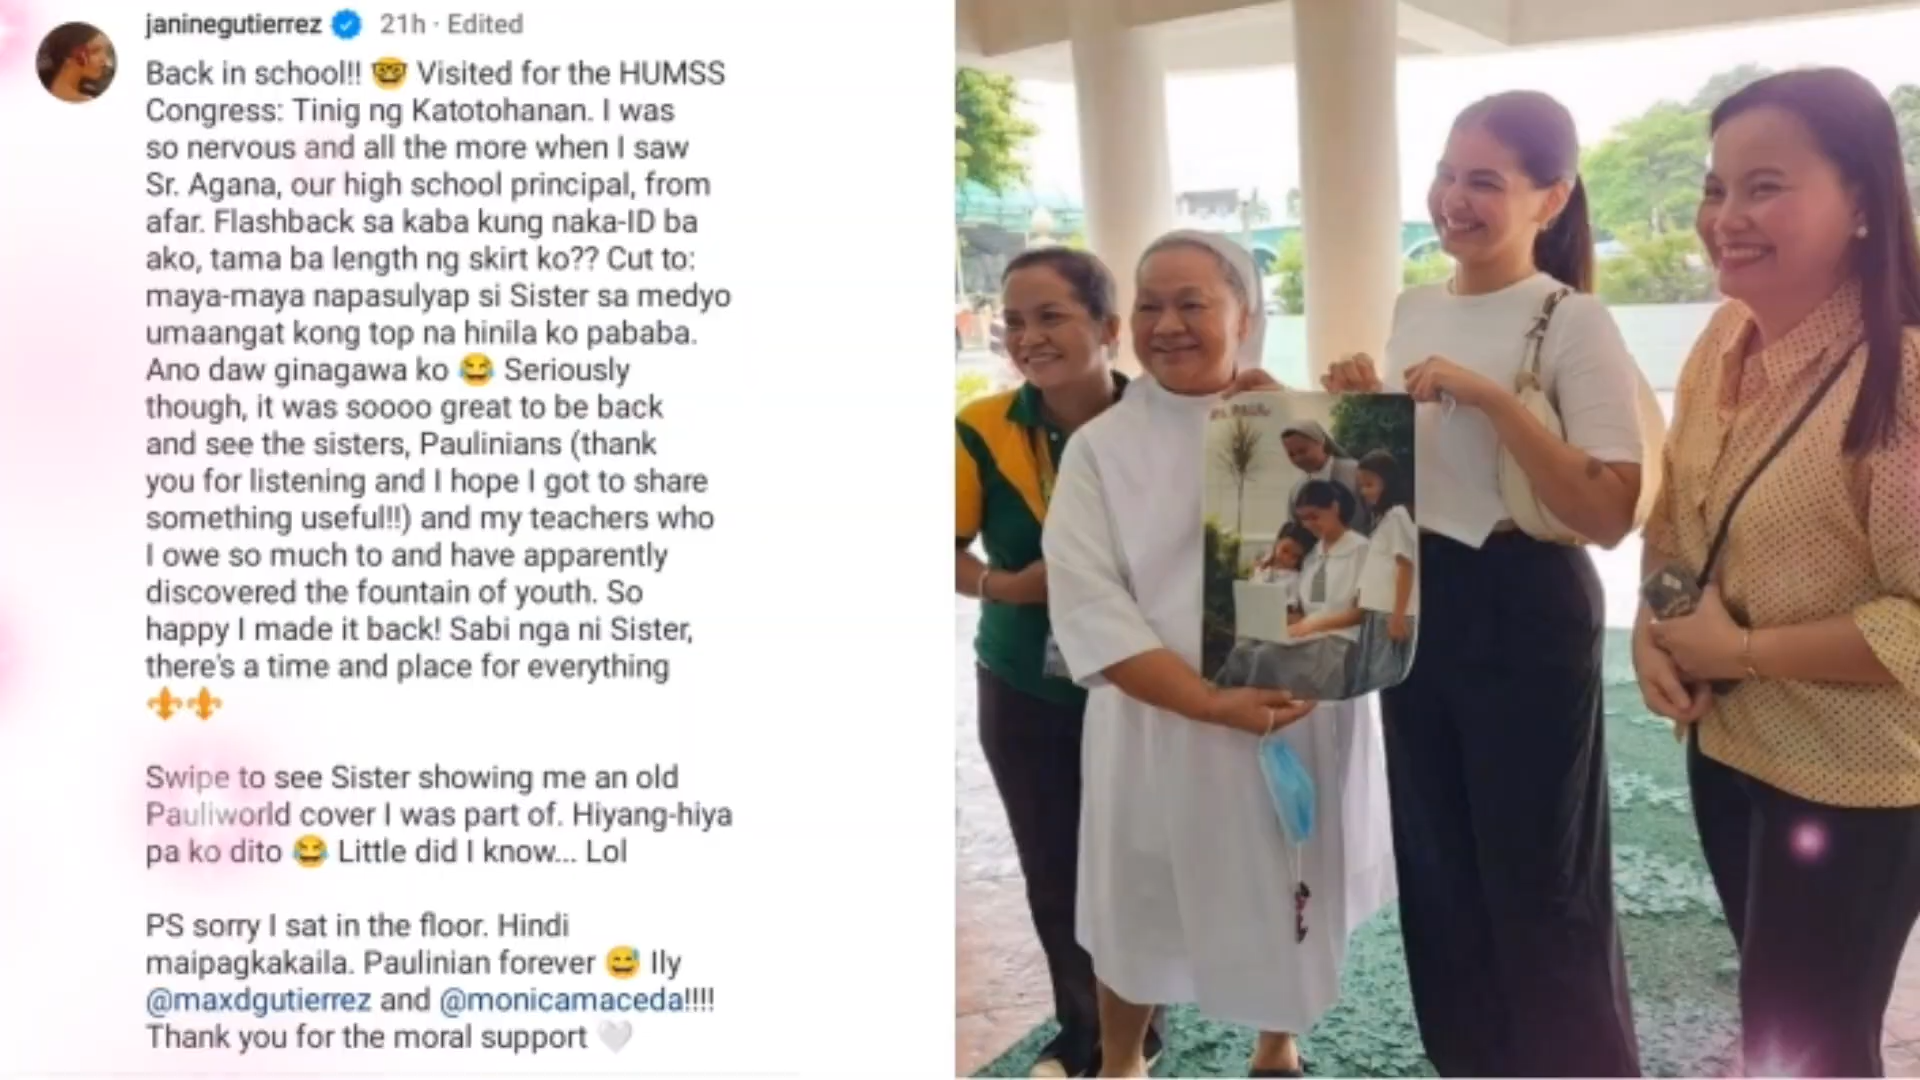 janinegutierrez 21h · Edited
Back in school!! 🤓 Visited for the HUMSS
Congress: Tinig ng Katotohanan. I was
so nervous and all the more when I saw
Sr. Agana, our high school principal, from
afar. Flashback sa kaba kung naka-ID ba
ako, tama ba length ng skirt ko?? Cut to:
maya-maya napasulyap si Sister sa medyo
umaangat kong top na hinila ko pababa.
Ano daw ginagawa ko 😂 Seriously
though, it was soooo great to be back
and see the sisters, Paulinians (thank
you for listening and I hope I got to share
something useful!!) and my teachers who
I owe so much to and have apparently
discovered the fountain of youth. So
happy I made it back! Sabi nga ni Sister,
there's a time and place for everything
⚜️⚜️
Swipe to see Sister showing me an old
Pauliworld cover I was part of. Hiyang-hiya
pa ko dito 😂 Little did I know... Lol
PS sorry I sat in the floor. Hindi
maipagkakaila. Paulinian forever 😅 Ily
@maxdgutierrez and @monicamaceda!!!!
Thank you for the moral support 🤍